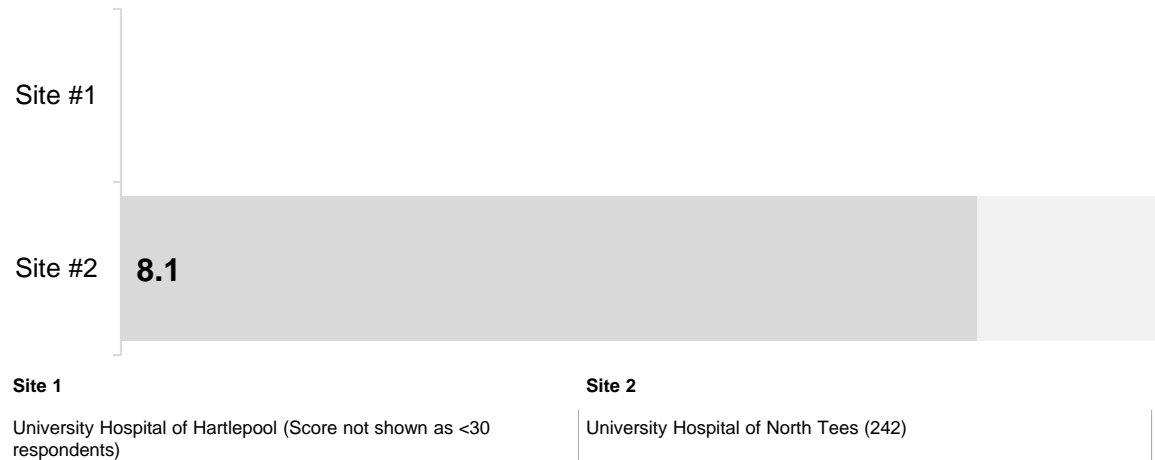 Site #1
Site #2
8.1
Site 1
Site 2
University Hospital of Hartlepool (Score not shown as <30
respondents)
University Hospital of North Tees (242)